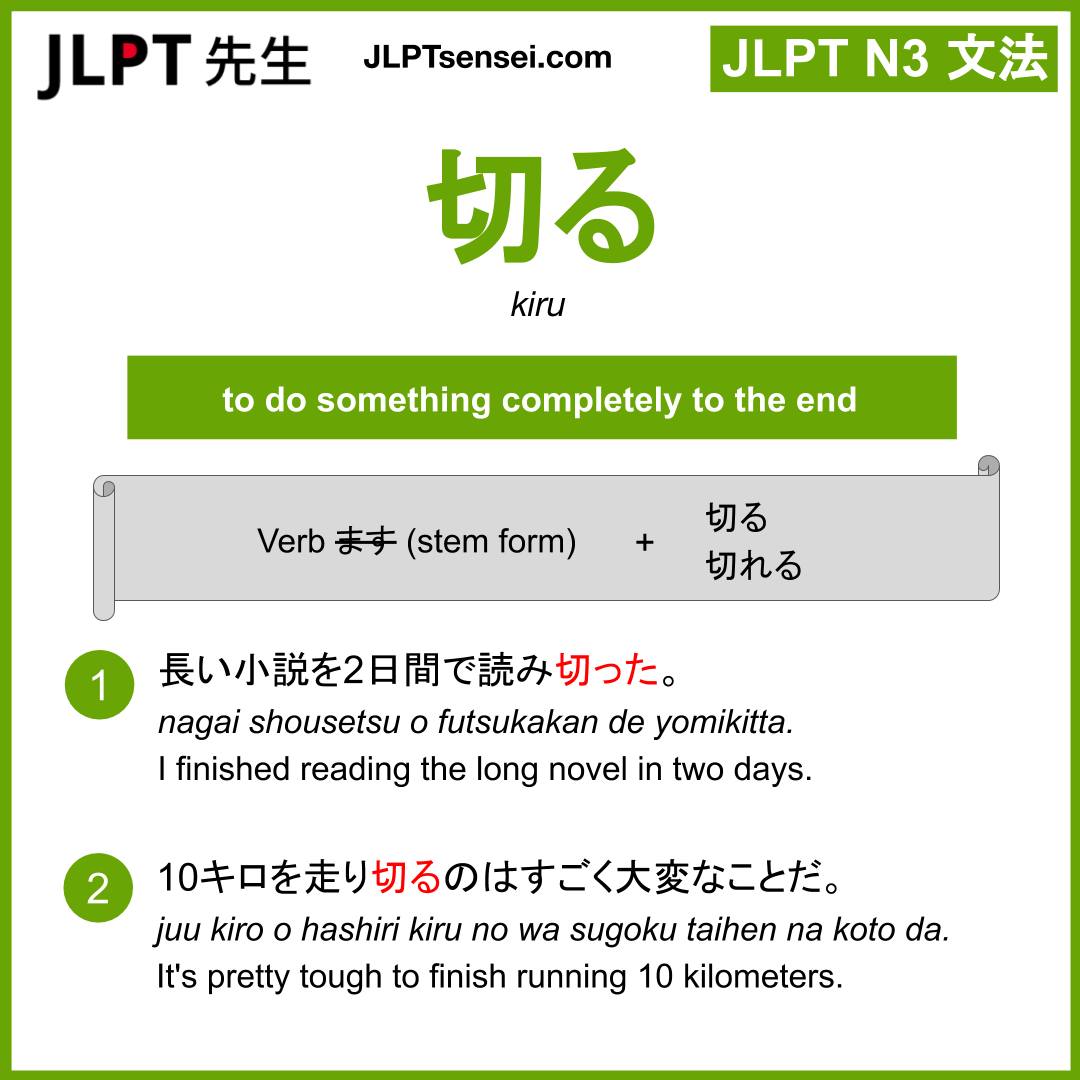 JLPT 先生
JLPTsensei.com
JLPT N3 文法
切る
kiru
to do something completely to the end
Verb ます (stem form) + 切る
切れる
1 長い小説を2日間で読み切った。
nagai shousetsu o futsukakan de yomikitta.
I finished reading the long novel in two days.
2 10キロを走り切るのはすごく大変なことだ。
juu kiro o hashiri kiru no wa sugoku taihen na koto da.
It's pretty tough to finish running 10 kilometers.